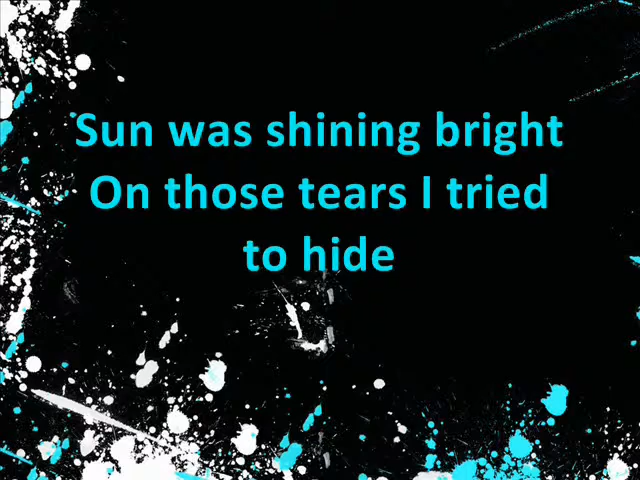 Sun was shining bright
On those tears I tried
to hide